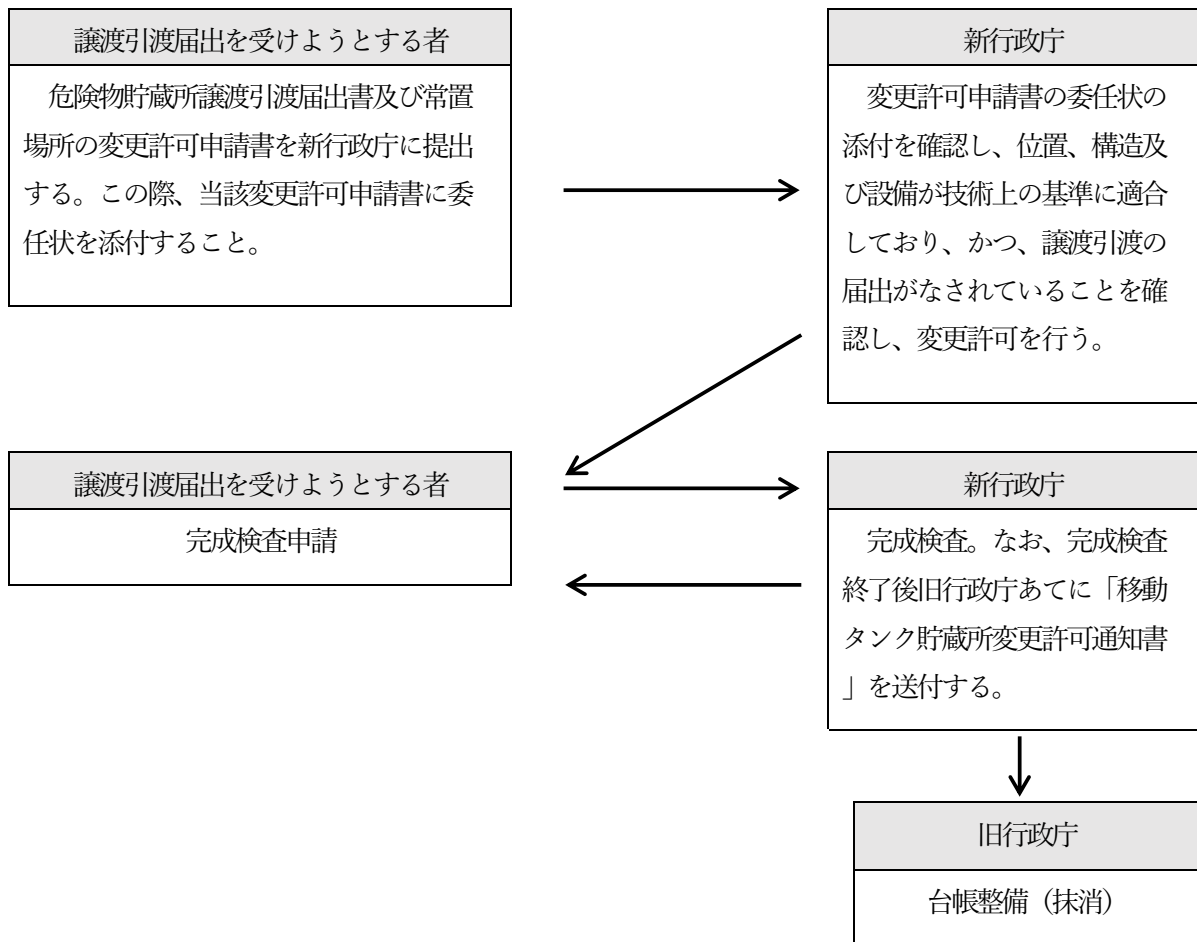 譲渡引渡届出を受けようとする者
危険物貯蔵所譲渡引渡届出書及び常置
場所の変更許可申請書を新行政庁に提出
する。この際、当該変更許可申請書に委
任状を添付すること。
新行政庁
変更許可申請書の委任状の
添付を確認し、位置、構造及
び設備が技術上の基準に適合
しており、かつ、譲渡引渡の
届出がなされていることを確
認し、変更許可を行う。
譲渡引渡届出を受けようとする者
完成検査申請
新行政庁
完成検査。なお、完成検査
終了後旧行政庁あてに「移動
タンク貯蔵所変更許可通知書
」を送付する。
旧行政庁
台帳整備（抹消）